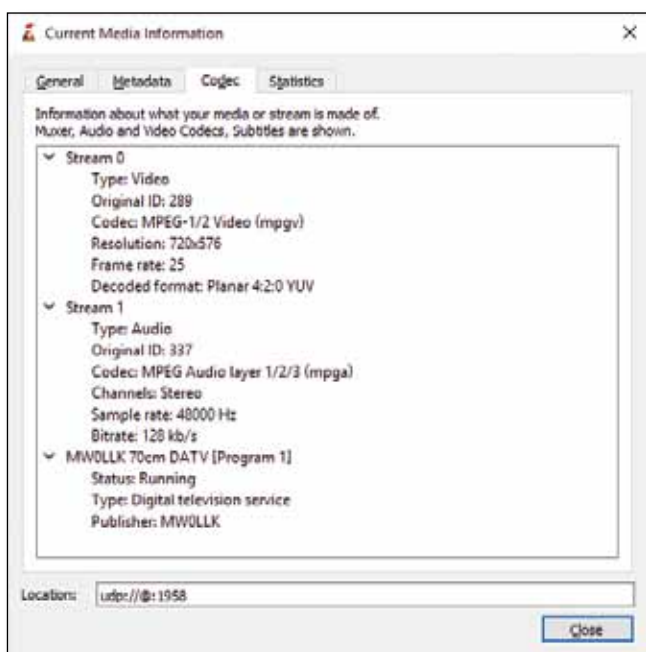 Current Media Information
General Metadata Codec Statistics
Information about what your media or stream is made of.
Muxer, Audio and Video Codecs, Subtitles are shown.
Stream 0
Type: Video
Original ID: 289
Codec: MPEG-1/2 Video (mpgv)
Resolution: 720x576
Frame rate: 25
Decoded format: Planar 4:2:0 YUV
Stream 1
Type: Audio
Original ID: 337
Codec: MPEG Audio layer 1/2/3 (mpga)
Channels: Stereo
Sample rate: 48000 Hz
Bitrate: 128 kb/s
MW0LLK 70cm DATV [Program 1]
Status: Running
Type: Digital television service
Publisher: MW0LLK
Location: udp://@:1958
Close